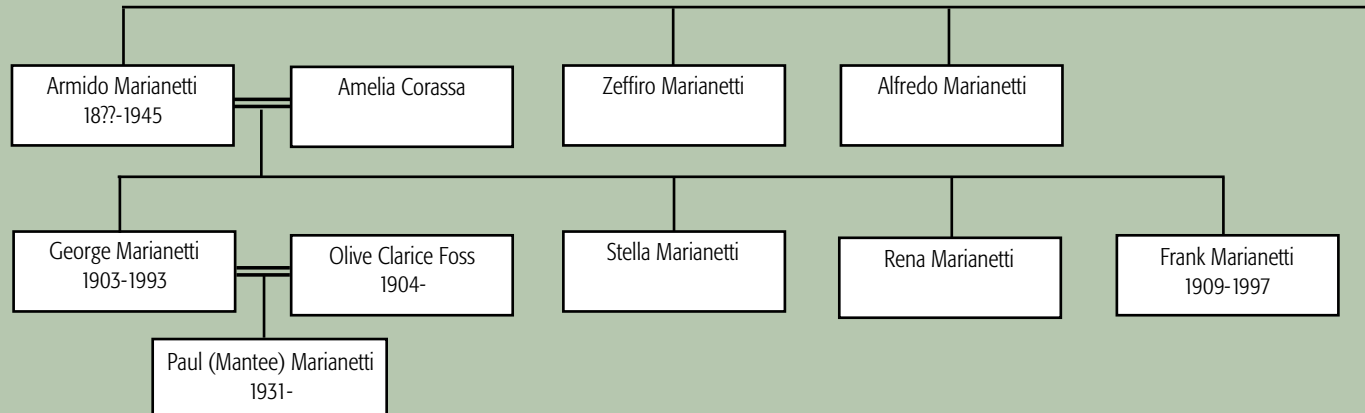 Armido Marianetti
18??-1945
Amelia Corassa
Zeffiro Marianetti
Alfredo Marianetti
George Marianetti
1903-1993
Olive Clarice Foss
1904-
Stella Marianetti
Rena Marianetti
Frank Marianetti
1909-1997
Paul (Mantee) Marianetti
1931-